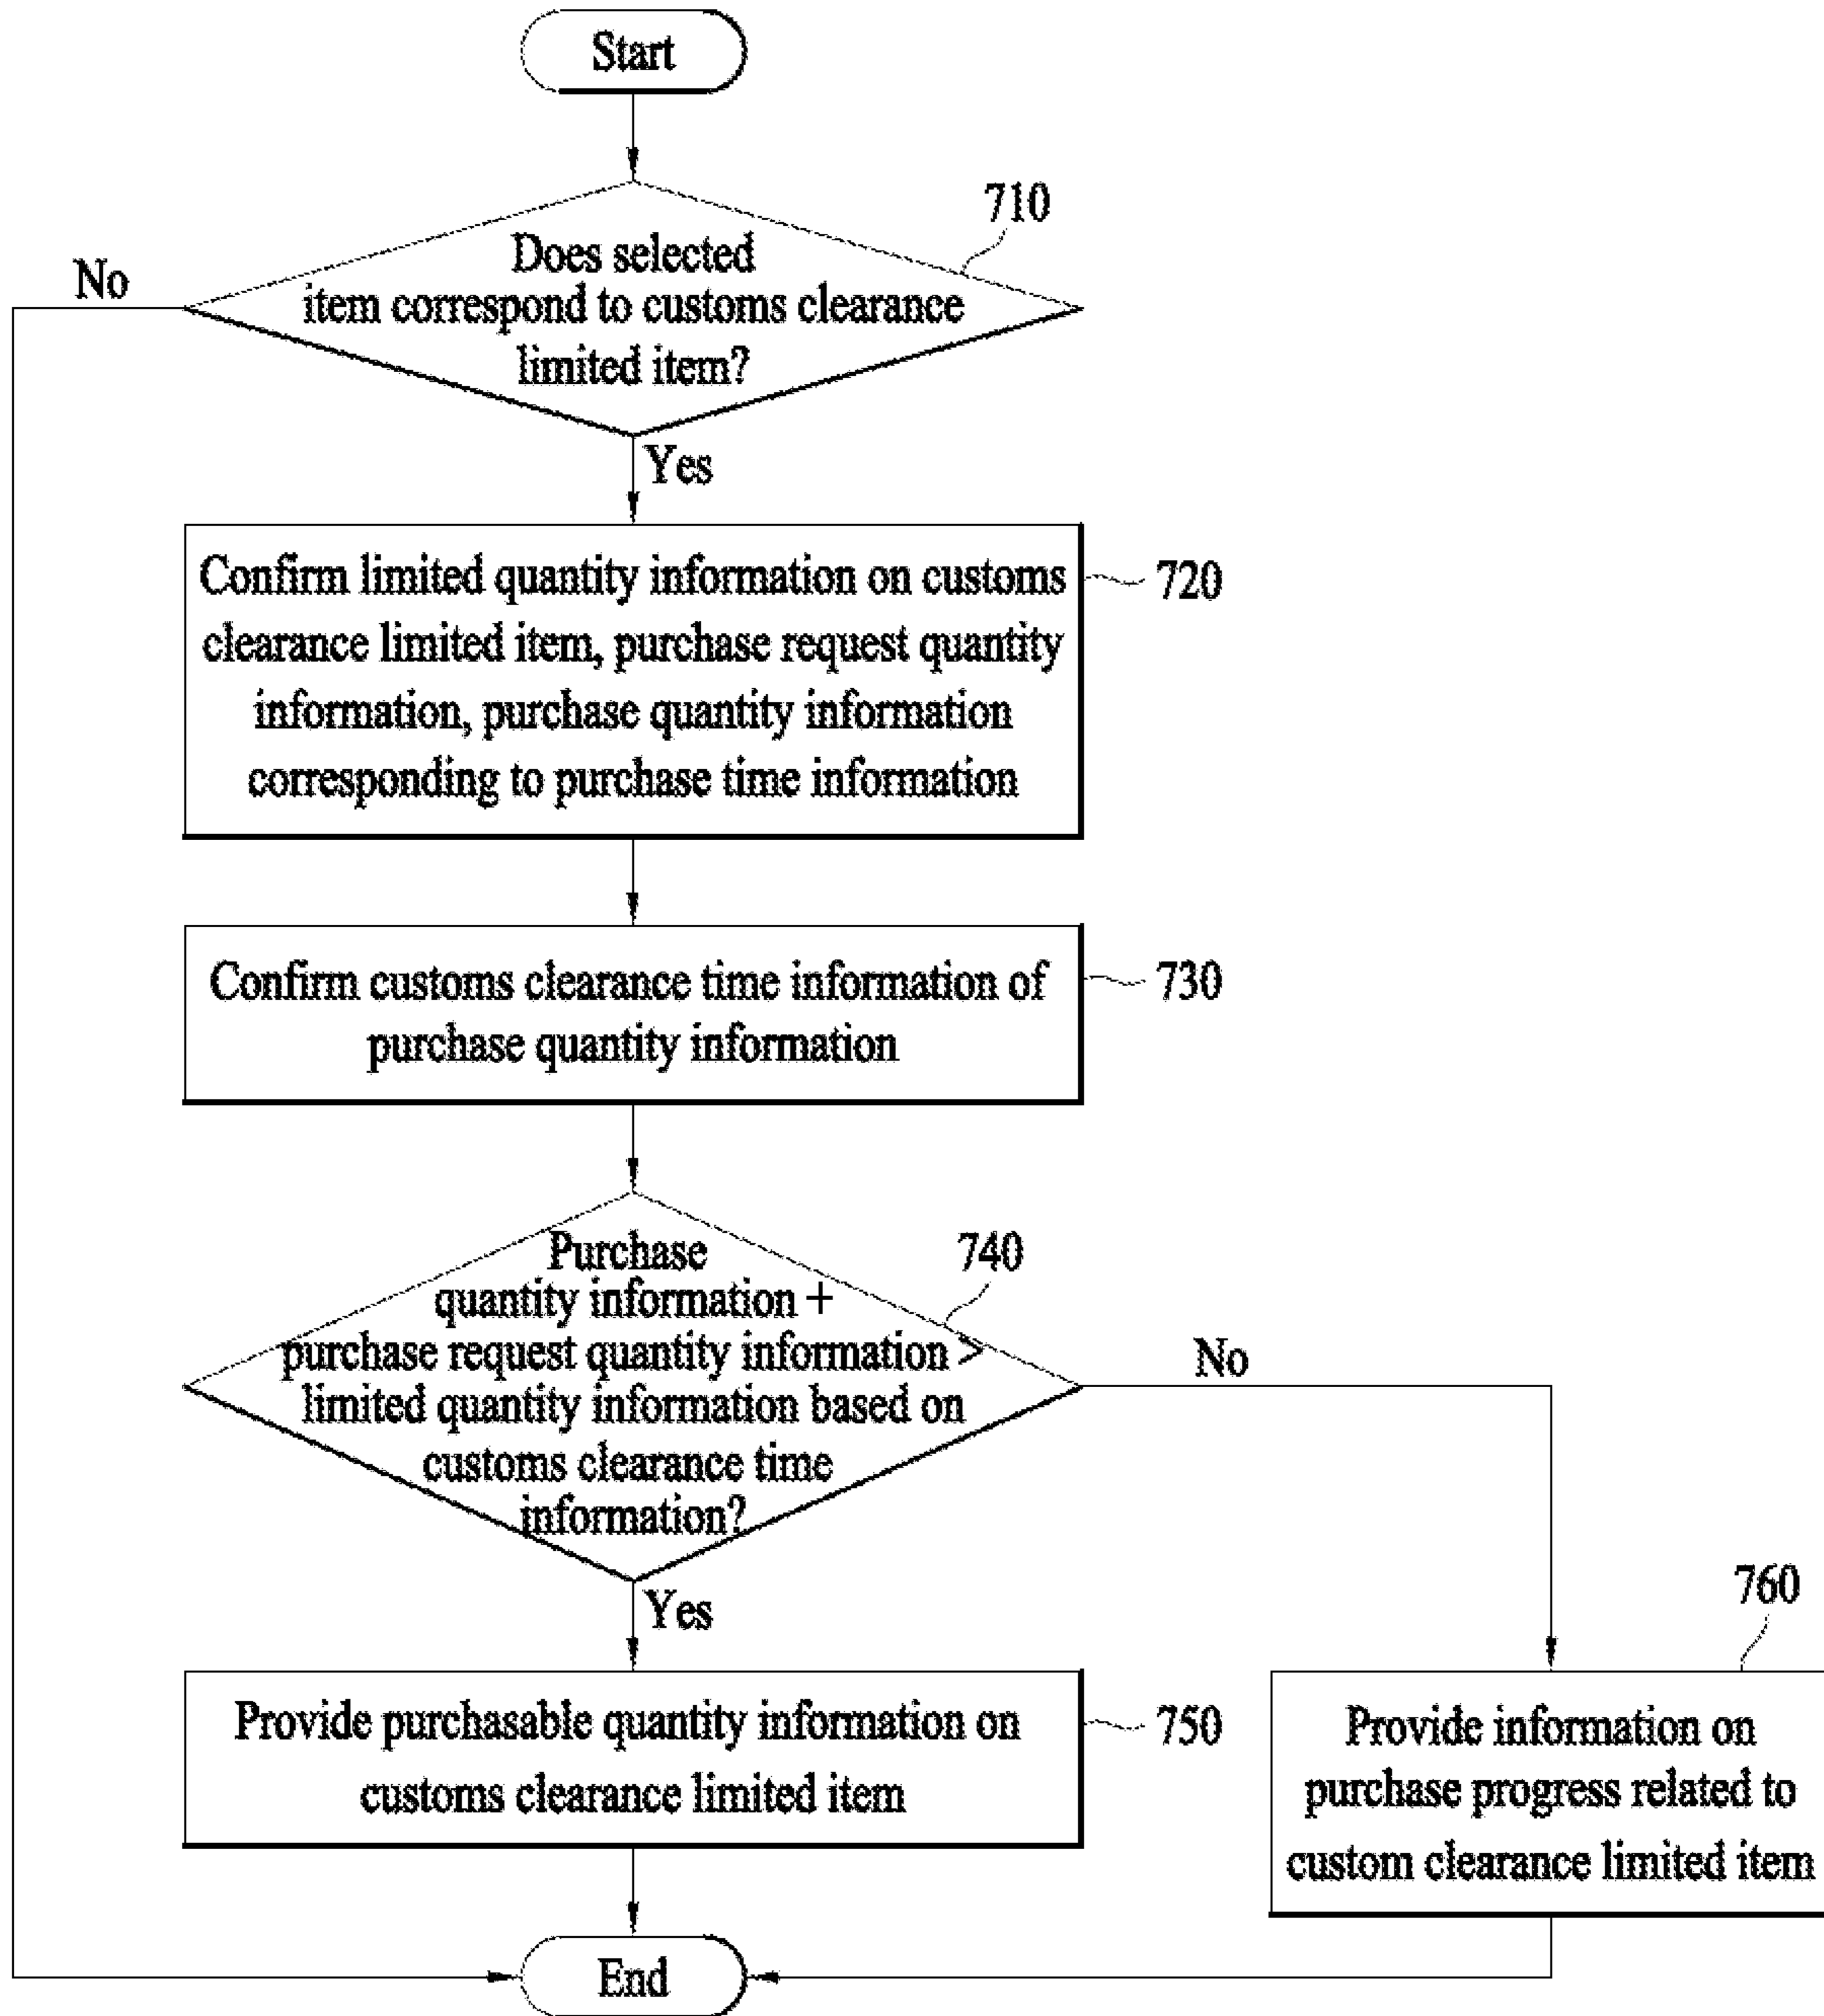 Start
710
Does selected
item correspond to customs clearance
limited item?
No
Yes
Confirm limited quantity information on customs
clearance limited item, purchase request quantity
information, purchase quantity information
corresponding to purchase time information
720
Confirm customs clearance time information of
purchase quantity information
730
Purchase
quantity information +
purchase request quantity information >
limited quantity information based on
customs clearance time
information?
740
No
Yes
Provide purchasable quantity information on
customs clearance limited item
750
760
Provide information on
purchase progress related to
custom clearance limited item
End